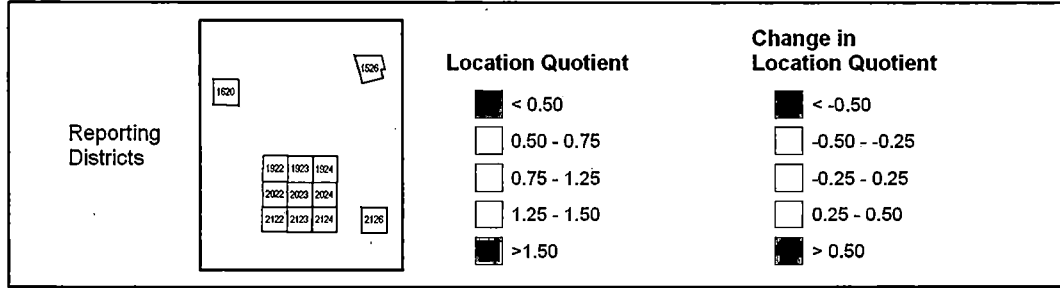 Reporting
Districts
1526
1620
1922 1923 1924
2022 2023 2024
2122 2123 2124
2126
Location Quotient
< 0.50
0.50 - 0.75
0.75 - 1.25
1.25 - 1.50
>1.50
Change in
Location Quotient
< -0.50
-0.50 - -0.25
-0.25 - 0.25
0.25 - 0.50
> 0.50